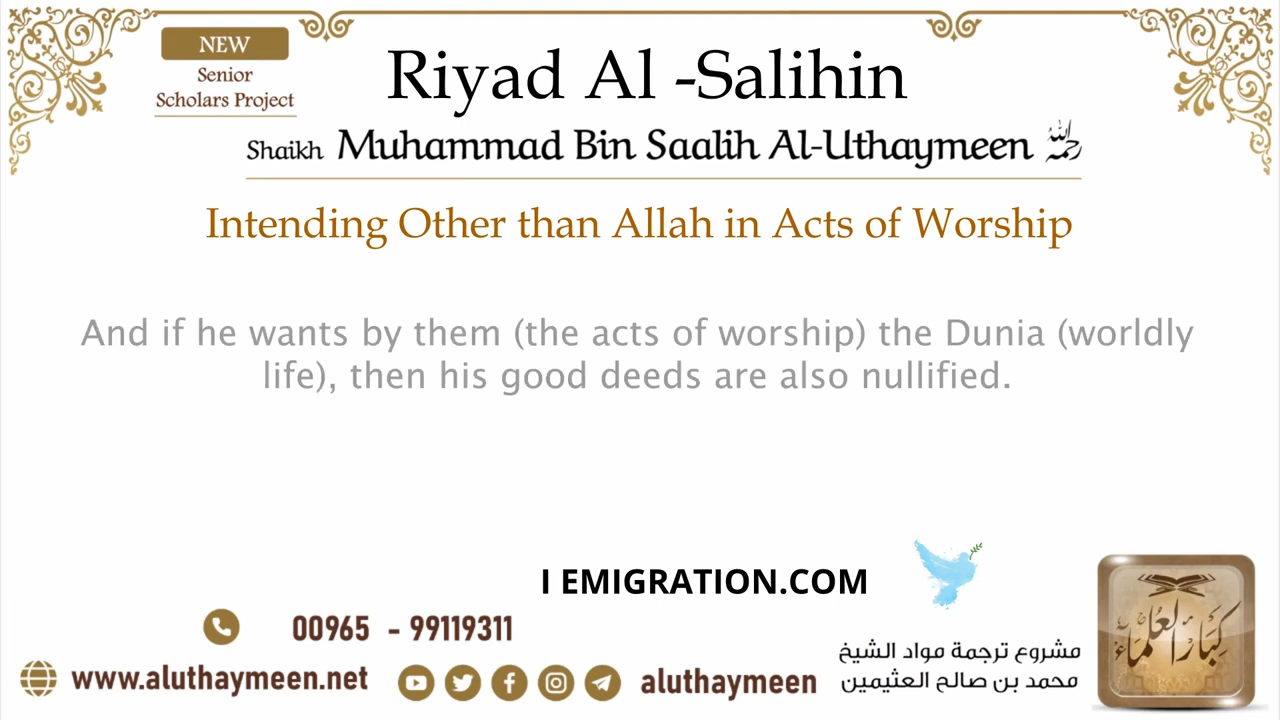 NEW
Senior
Scholars Project
Riyad Al -Salihin
Shaikh Muhammad Bin Saalih Al-Uthaymeen رحمه الله
Intending Other than Allah in Acts of Worship
And if he wants by them (the acts of worship) the Dunia (worldly
life), then his good deeds are also nullified.
I EMIGRATION.COM
00965 - 99119311
www.aluthaymeen.net
aluthaymeen
مشروع ترجمة مواد الشيخ
محمد بن صالح العثيمين
كبار العلماء